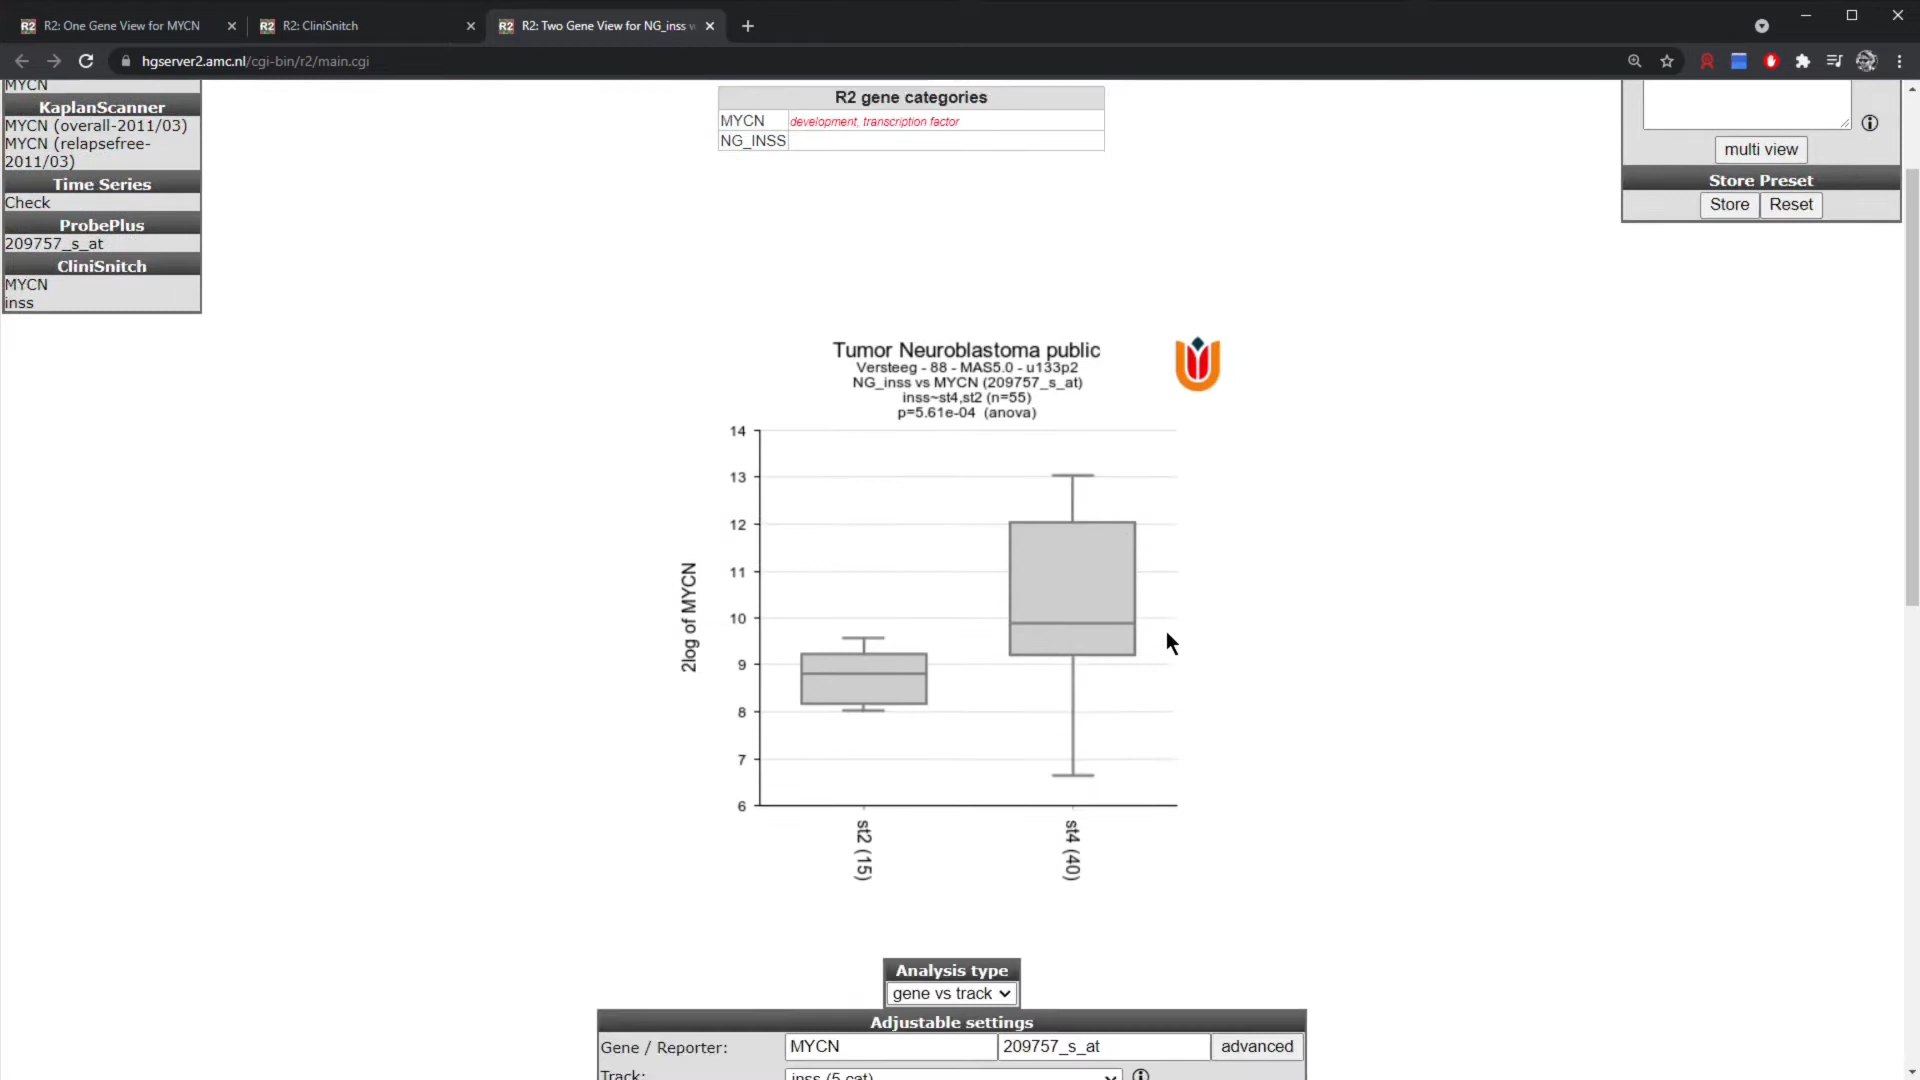 R2: One Gene View for MYCN
R2: CliniSnitch
R2: Two Gene View for NG_inss v
hgserver2.amc.nl/cgi-bin/r2/main.cgi
MYCN
KaplanScanner
MYCN (overall-2011/03)
MYCN (relapsefree-
2011/03)
Time Series
Check
ProbePlus
209757_s_at
CliniSnitch
MYCN
inss
R2 gene categories
MYCN development, transcription factor
NG_INSS
multi view
Store Preset
Store Reset
Tumor Neuroblastoma public
Versteeg - 88 - MAS5.0 - u133p2
NG_inss vs MYCN (209757_s_at)
inss~st4,st2 (n=55)
p=5.61e-04 (anova)
2log of MYCN
14
13
12
11
10
9
8
7
6
st2 (15)
st4 (40)
Analysis type
gene vs track
Adjustable settings
Gene / Reporter: MYCN 209757_s_at advanced
Track: inss (5 cat)